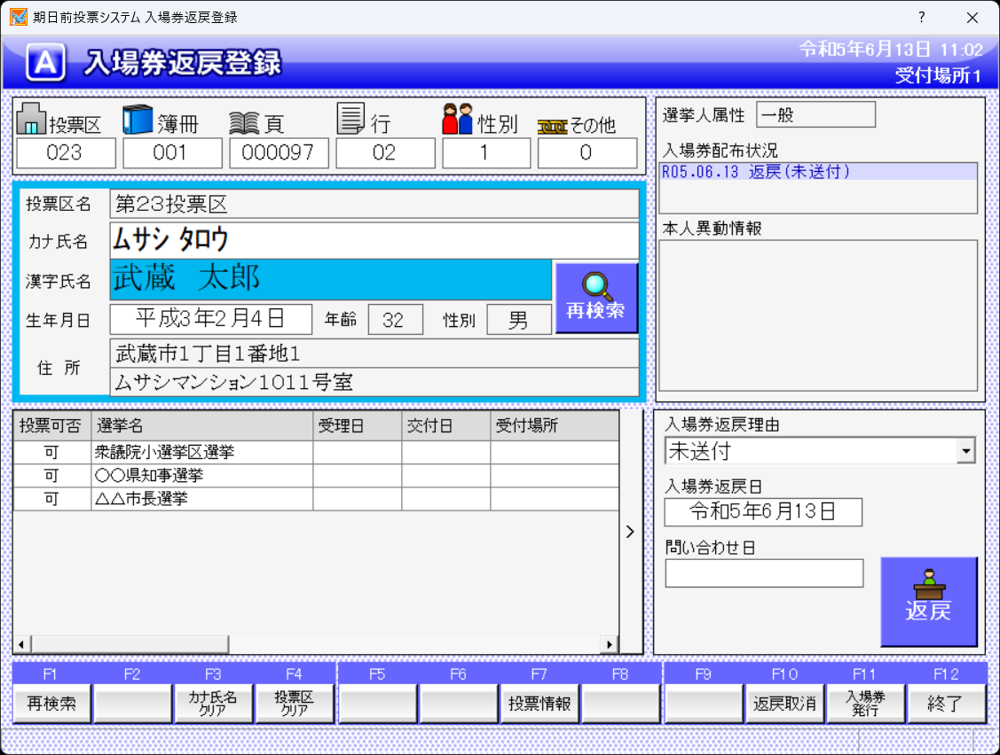 期日前投票システム 入場券返戻登録
?
A 入場券返戻登録
令和5年6月13日 11:02
受付場所1
投票区 簿冊 頁 行 性別 その他
023 001 000097 02 1 0
投票区名 第23投票区
カナ氏名 ムサシ タロウ
漢字氏名 武蔵 太郎
再検索
生年月日 平成3年2月4日 年齢 32 性別 男
住 所 武蔵市1丁目1番地1
ムサシマンション1011号室
選挙人属性 一般
入場券配布状況
R05.06.13 返戻(未送付)
本人異動情報
投票可否 選挙名 受理日 交付日 受付場所
可 衆議院小選挙区選挙
可 〇〇県知事選挙
可 △△市長選挙
入場券返戻理由
未送付
入場券返戻日
令和5年6月13日
問い合わせ日
返戻
F1 F2 F3 F4 F5 F6 F7 F8 F9 F10 F11 F12
再検索 カナ氏名クリア 投票区クリア 投票情報 返戻取消 入場券発行 終了